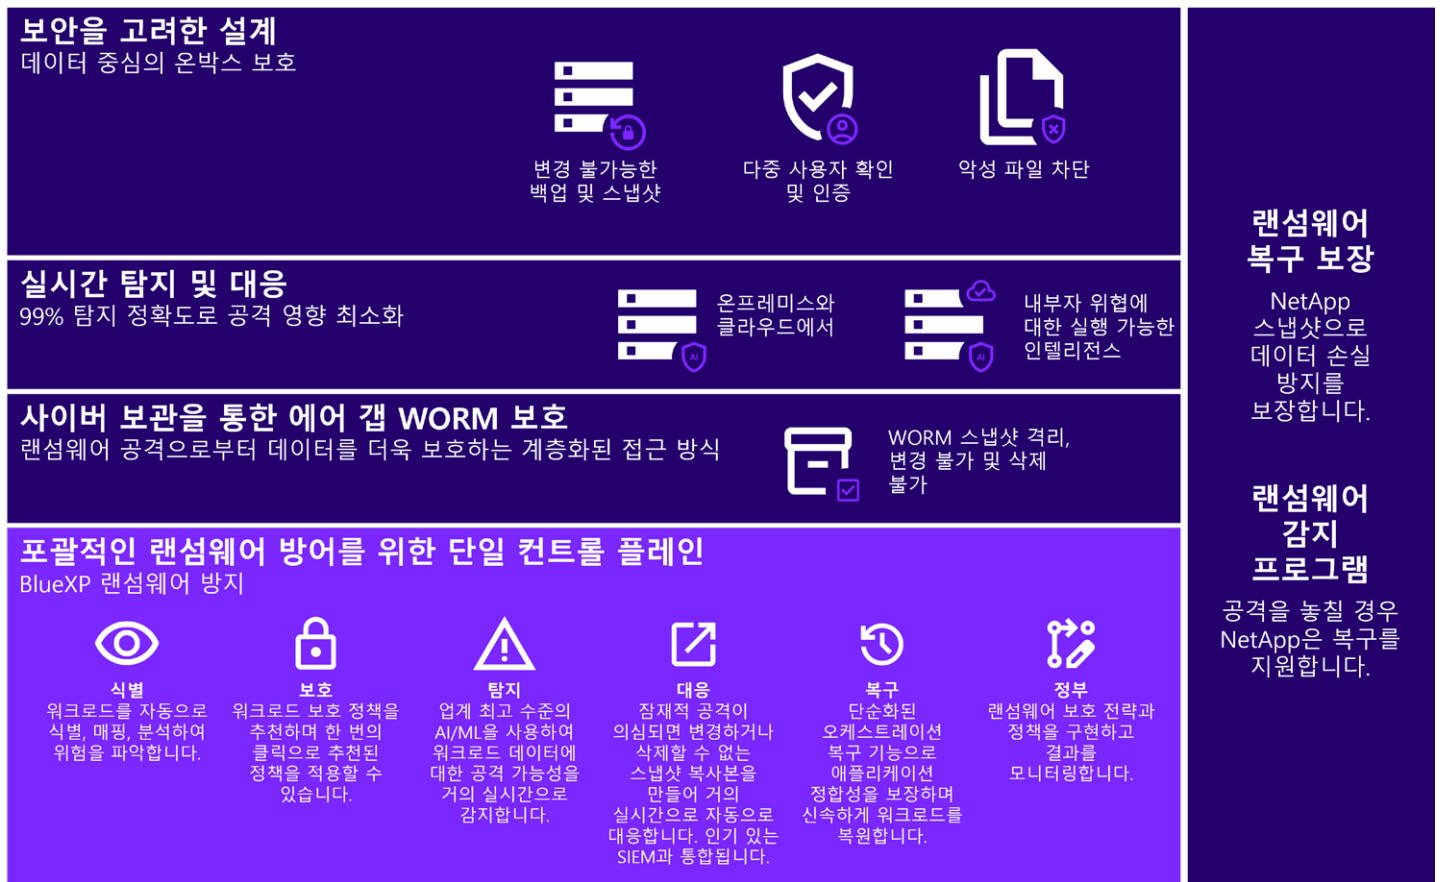 보안을 고려한 설계
데이터 중심의 온박스 보호
변경 불가능한
백업 및 스냅샷
다중 사용자 확인
및 인증
악성 파일 차단
실시간 탐지 및 대응
99% 탐지 정확도로 공격 영향 최소화
온프레미스와
클라우드에서
AI
내부자 위협에
대한 실행 가능한
인텔리전스
AI
사이버 보관을 통한 에어 갭 WORM 보호
랜섬웨어 공격으로부터 데이터를 더욱 보호하는 계층화된 접근 방식
WORM 스냅샷 격리,
변경 불가 및 삭제
불가
포괄적인 랜섬웨어 방어를 위한 단일 컨트롤 플레인
BlueXP 랜섬웨어 방지
식별
워크로드를 자동으로
식별, 매핑, 분석하여
위험을 파악합니다.
보호
워크로드 보호 정책을
추천하며 한 번의
클릭으로 추천된
정책을 적용할 수
있습니다.
탐지
업계 최고 수준의
AI/ML을 사용하여
워크로드 데이터에
대한 공격 가능성을
거의 실시간으로
감지합니다.
대응
잠재적 공격이
의심되면 변경하거나
삭제할 수 없는
스냅샷 복사본을
만들어 거의
실시간으로 자동으로
대응합니다. 인기 있는
SIEM과 통합됩니다.
복구
단순화된
오케스트레이션
복구 기능으로
애플리케이션
정합성을 보장하며
신속하게 워크로드를
복원합니다.
정부
랜섬웨어 보호 전략과
정책을 구현하고
결과를
모니터링합니다.
랜섬웨어
복구 보장
NetApp
스냅샷으로
데이터 손실
방지를
보장합니다.
랜섬웨어
감지
프로그램
공격을 놓칠 경우
NetApp은 복구를
지원합니다.